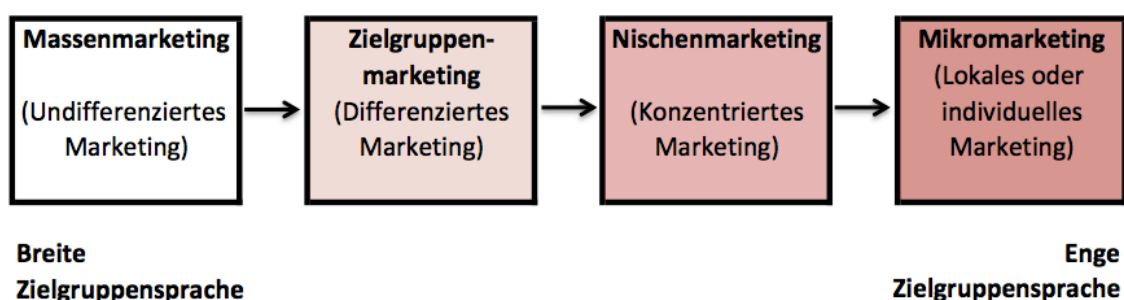 Massenmarketing
(Undifferenziertes
Marketing)
Zielgruppen-
marketing
(Differenziertes
Marketing)
Nischenmarketing
(Konzentriertes
Marketing)
Mikromarketing
(Lokales oder
individuelles
Marketing)
Breite
Zielgruppensprache
Enge
Zielgruppensprache